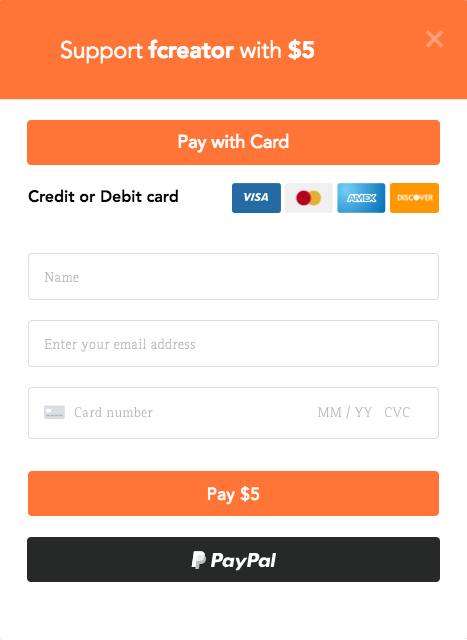 Support fcreator with $5
Pay with Card
Credit or Debit card VISA AMEX DISCOVER
Name
Enter your email address
Card number MM / YY CVC
Pay $5
PayPal